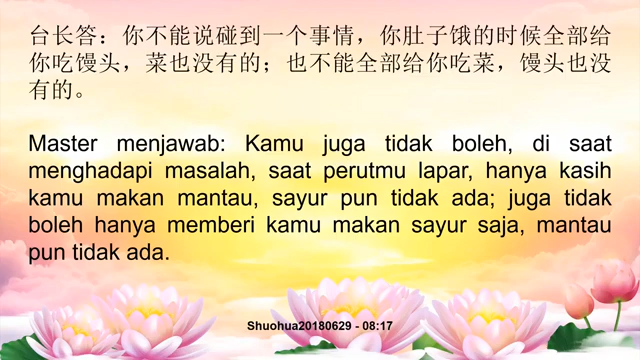 台长答：你不能说碰到一个事情，你肚子饿的时候全部给
你吃馒头，菜也没有的；也不能全部给你吃菜，馒头也没
有的。
Master menjawab: Kamu juga tidak boleh, di saat
menghadapi masalah, saat perutmu lapar, hanya kasih
kamu makan mantau, sayur pun tidak ada; juga tidak
boleh hanya memberi kamu makan sayur saja, mantau
pun tidak ada.
Shuohua20180629 - 08:17